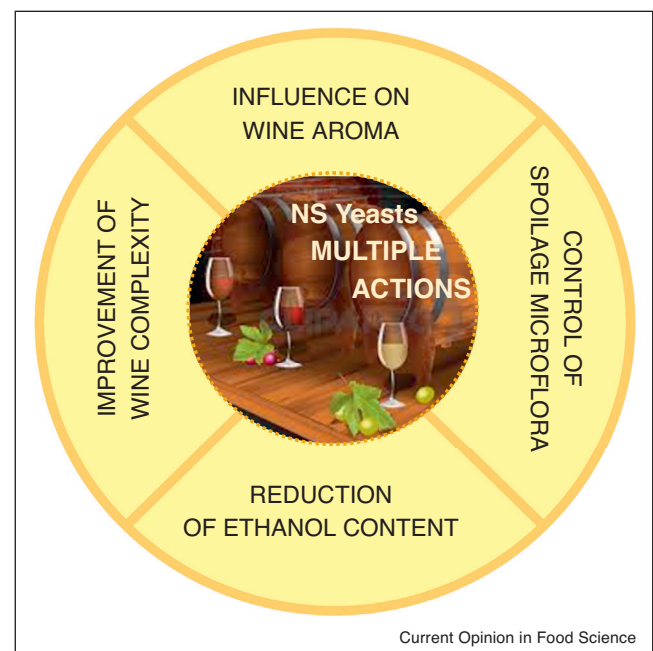 INFLUENCE ON
WINE AROMA
NS Yeasts
MULTIPLE
ACTIONS
IMPROVEMENT OF
WINE COMPLEXITY
CONTROL OF
SPOILAGE MICROFLORA
REDUCTION
OF ETHANOL CONTENT
Current Opinion in Food Science